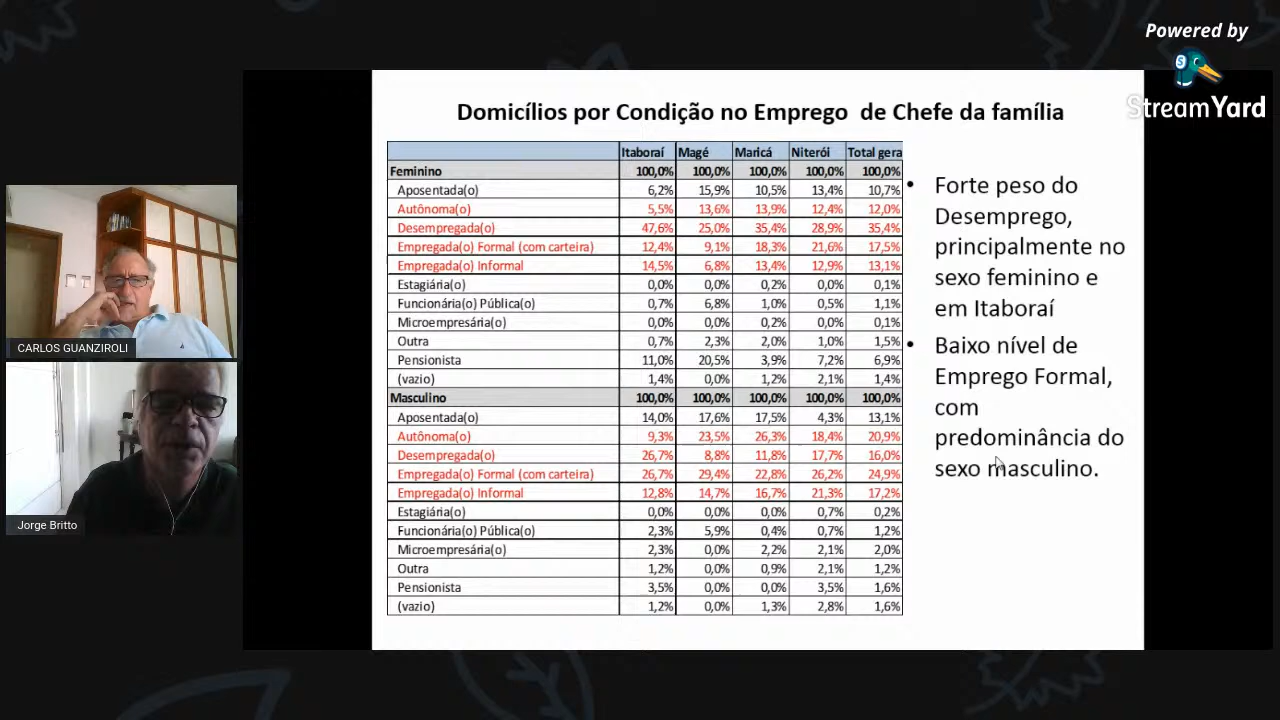 Powered by
StreamYard
Domicílios por Condição no Emprego de Chefe da família
Itaboraí Magé Maricá Niterói Total gera
Feminino 100,0% 100,0% 100,0% 100,0% 100,0%
Aposentada(o) 6,2% 15,9% 10,5% 13,4% 10,7%
Autônoma(o) 5,5% 13,6% 13,9% 12,4% 12,0%
Desempregada(o) 47,6% 25,0% 35,4% 28,9% 35,4%
Empregada(o) Formal (com carteira) 12,4% 9,1% 18,3% 21,6% 17,5%
Empregada(o) Informal 14,5% 6,8% 13,4% 12,9% 13,1%
Estagiária(o) 0,0% 0,0% 0,2% 0,0% 0,1%
Funcionária(o) Pública(o) 0,7% 6,8% 1,0% 0,5% 1,1%
Microempresária(o) 0,0% 0,0% 0,2% 0,0% 0,1%
Outra 0,7% 2,3% 2,0% 1,0% 1,5%
Pensionista 11,0% 20,5% 3,9% 7,2% 6,9%
(vazio) 1,4% 0,0% 1,2% 2,1% 1,4%
Masculino 100,0% 100,0% 100,0% 100,0% 100,0%
Aposentada(o) 14,0% 17,6% 17,5% 4,3% 13,1%
Autônoma(o) 9,3% 23,5% 26,3% 18,4% 20,9%
Desempregada(o) 26,7% 8,8% 11,8% 17,7% 16,0%
Empregada(o) Formal (com carteira) 26,7% 29,4% 22,8% 26,2% 24,9%
Empregada(o) Informal 12,8% 14,7% 16,7% 21,3% 17,2%
Estagiária(o) 0,0% 0,0% 0,0% 0,7% 0,2%
Funcionária(o) Pública(o) 2,3% 5,9% 0,4% 0,7% 1,2%
Microempresária(o) 2,3% 0,0% 2,2% 2,1% 2,0%
Outra 1,2% 0,0% 0,9% 2,1% 1,2%
Pensionista 3,5% 0,0% 0,0% 3,5% 1,6%
(vazio) 1,2% 0,0% 1,3% 2,8% 1,6%
• Forte peso do
Desemprego,
principalmente no
sexo feminino e
em Itaboraí
• Baixo nível de
Emprego Formal,
com
predominância do
sexo masculino.
CARLOS GUANZIROLI
Jorge Britto